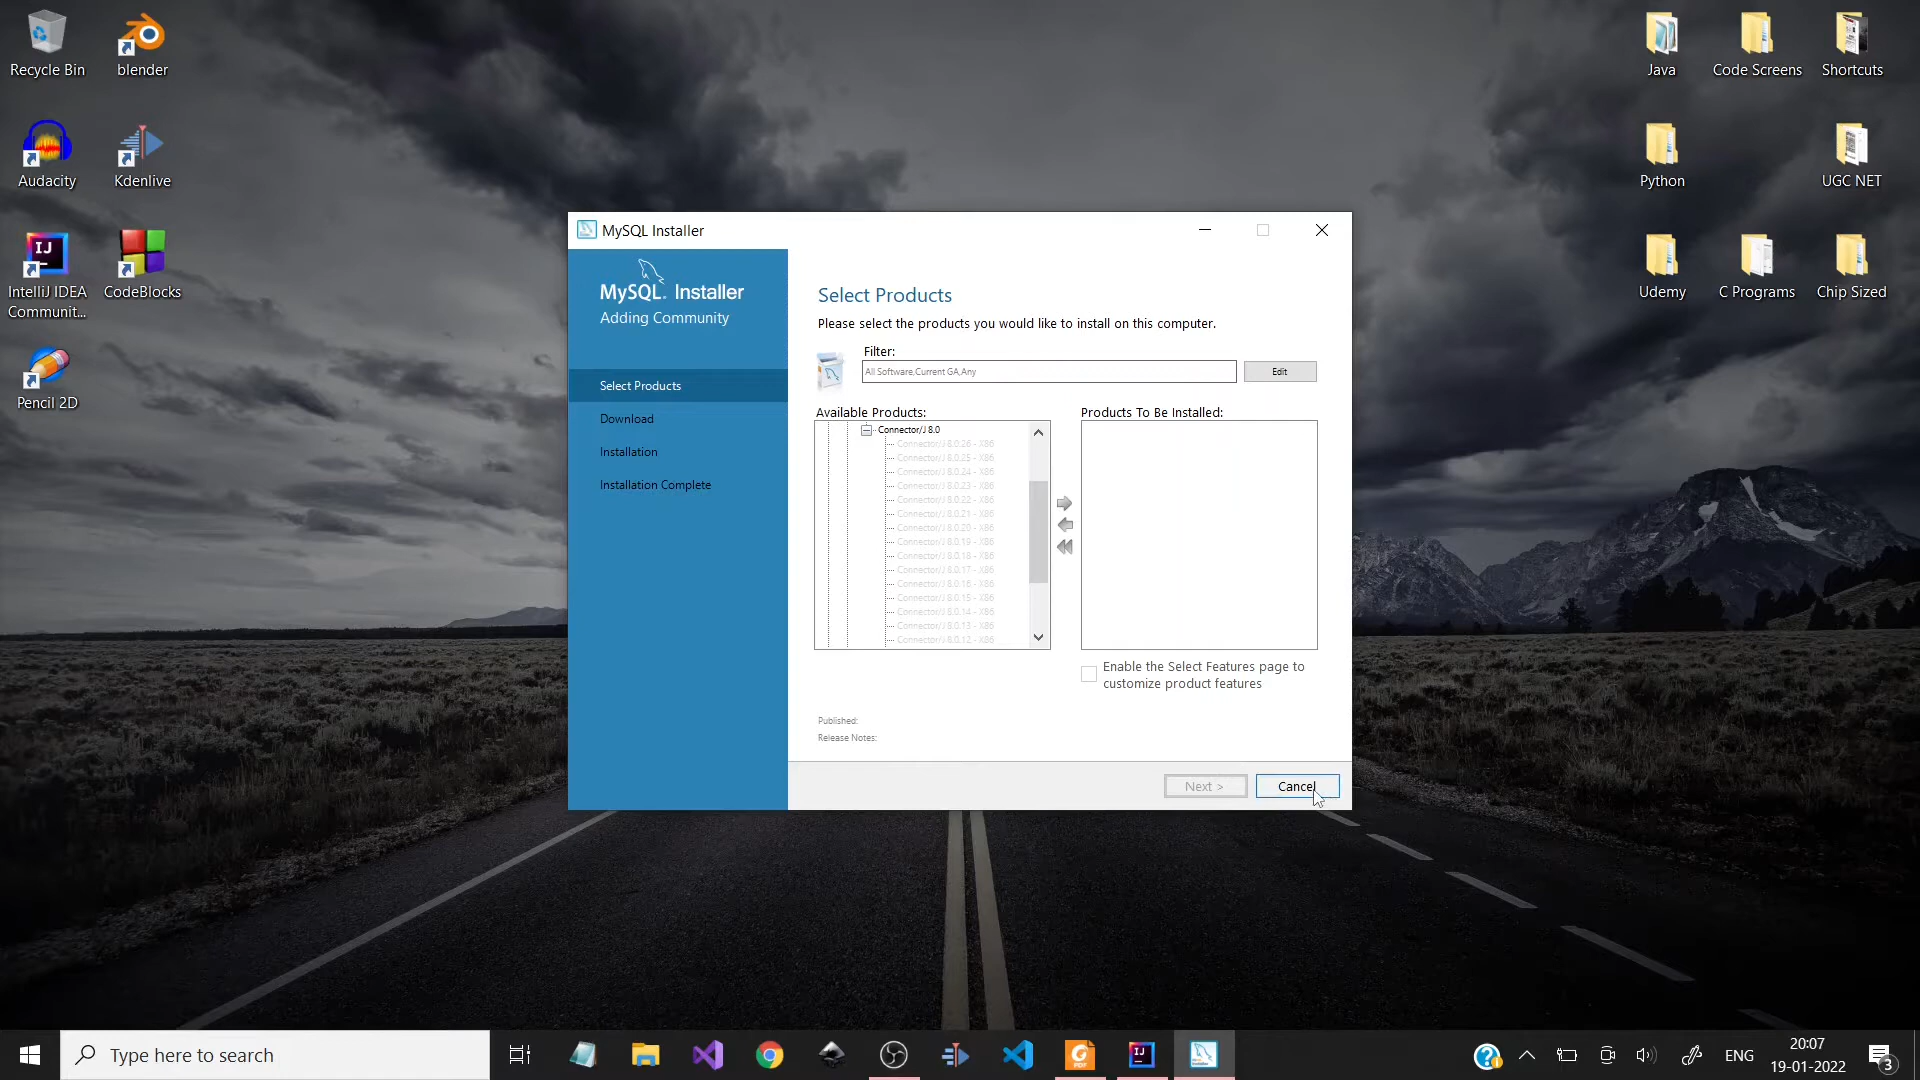 Recycle Bin
blender
Audacity
Kdenlive
IntelliJ IDEA
Communit...
CodeBlocks
Pencil 2D
Java
Code Screens
Shortcuts
Python
UGC NET
Udemy
C Programs
Chip Sized
MySQL Installer
MySQL. Installer
Adding Community
Select Products
Download
Installation
Installation Complete
Select Products
Please select the products you would like to install on this computer.
Filter:
All Software,Current GA,Any
Edit
Available Products:
Products To Be Installed:
Connector/J 8.0
Connector/J 8.0.26 - X86
Connector/J 8.0.25 - X86
Connector/J 8.0.24 - X86
Connector/J 8.0.23 - X86
Connector/J 8.0.22 - X86
Connector/J 8.0.21 - X86
Connector/J 8.0.20 - X86
Connector/J 8.0.19 - X86
Connector/J 8.0.18 - X86
Connector/J 8.0.17 - X86
Connector/J 8.0.16 - X86
Connector/J 8.0.15 - X86
Connector/J 8.0.14 - X86
Connector/J 8.0.13 - X86
Connector/J 8.0.12 - X86
Enable the Select Features page to
customize product features
Published:
Release Notes:
Next >
Cancel
Type here to search
ENG
20:07
19-01-2022
3